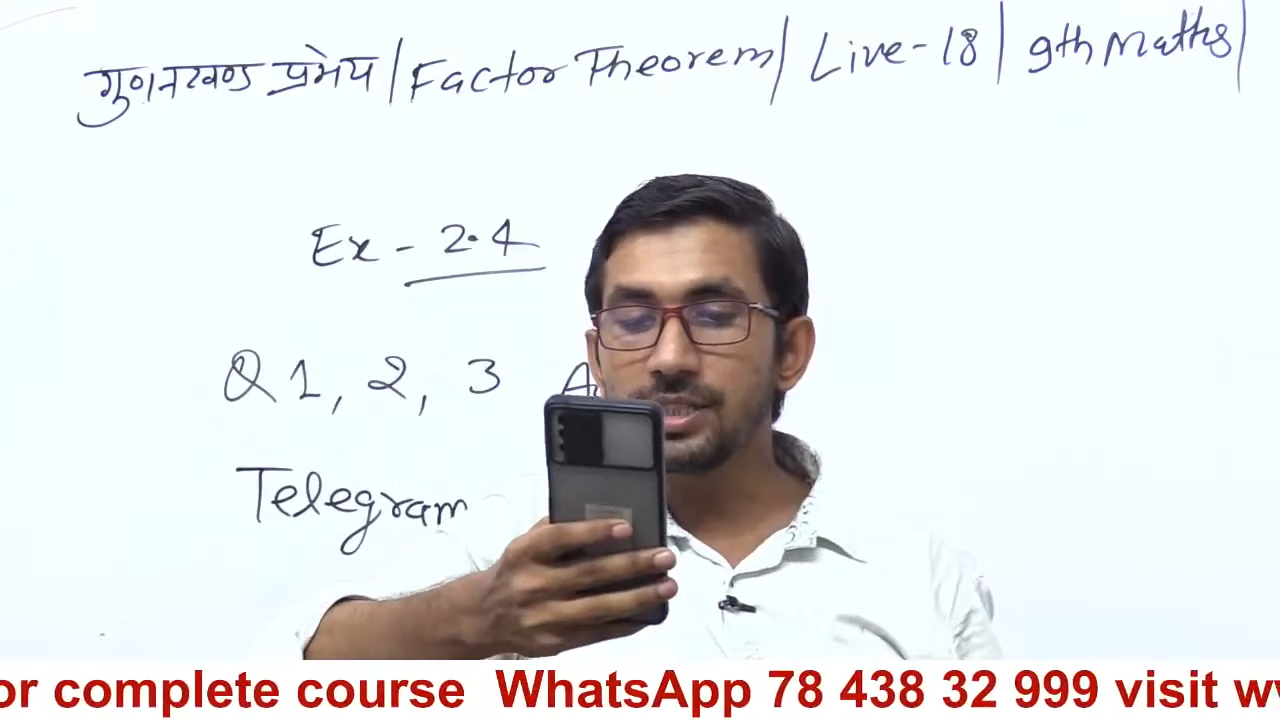 गुणनखण्ड प्रमेय | Factor Theorem | Live-18 | 9th Maths |
Ex - 2.4
Q 1, 2, 3
Telegram
or complete course WhatsApp 78 438 32 999 visit